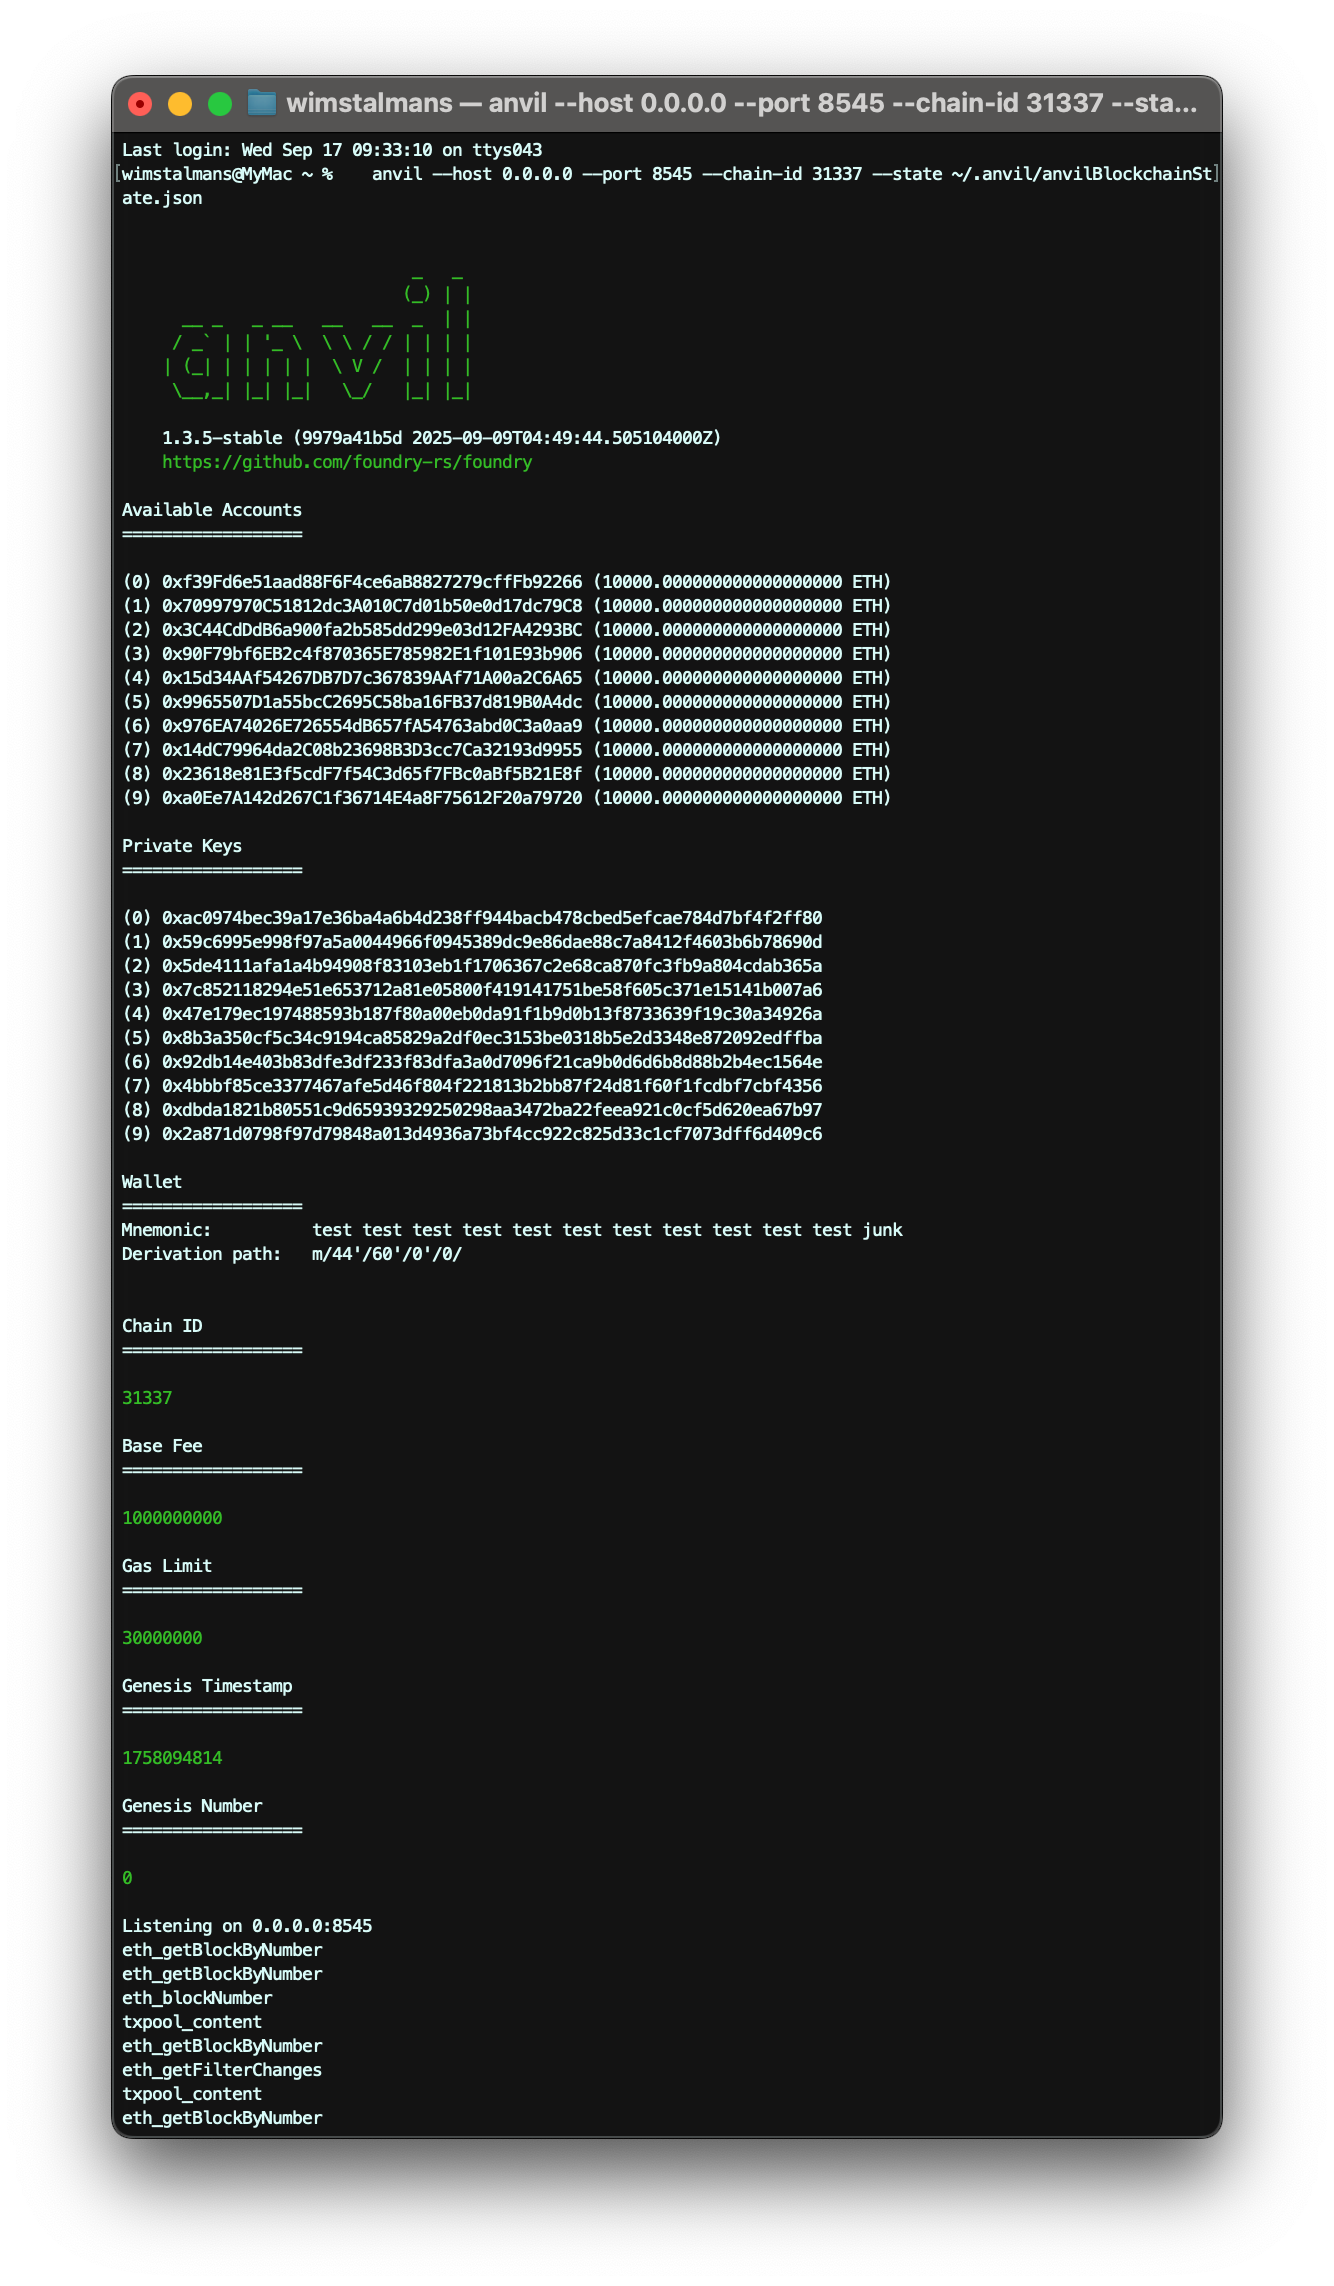 wimstalmans — anvil --host 0.0.0.0 --port 8545 --chain-id 31337 --sta...
Last login: Wed Sep 17 09:33:10 on ttys043
[wimstalmans@MyMac ~ %    anvil --host 0.0.0.0 --port 8545 --chain-id 31337 --state ~/.anvil/anvilBlockchainSt]
ate.json
                             _   _
                            (_) | |
      __ _   _ __   __   __  _  | |
     / _` | | '_ \  \ \ / / | | | |
    | (_| | | | | |  \ V /  | | | |
     \__,_| |_| |_|   \_/   |_| |_|
    1.3.5-stable (9979a41b5d 2025-09-09T04:49:44.505104000Z)
    https://github.com/foundry-rs/foundry
Available Accounts
==================
(0) 0xf39Fd6e51aad88F6F4ce6aB8827279cffFb92266 (10000.000000000000000000 ETH)
(1) 0x70997970C51812dc3A010C7d01b50e0d17dc79C8 (10000.000000000000000000 ETH)
(2) 0x3C44CdDdB6a900fa2b585dd299e03d12FA4293BC (10000.000000000000000000 ETH)
(3) 0x90F79bf6EB2c4f870365E785982E1f101E93b906 (10000.000000000000000000 ETH)
(4) 0x15d34AAf54267DB7D7c367839AAf71A00a2C6A65 (10000.000000000000000000 ETH)
(5) 0x9965507D1a55bcC2695C58ba16FB37d819B0A4dc (10000.000000000000000000 ETH)
(6) 0x976EA74026E726554dB657fA54763abd0C3a0aa9 (10000.000000000000000000 ETH)
(7) 0x14dC79964da2C08b23698B3D3cc7Ca32193d9955 (10000.000000000000000000 ETH)
(8) 0x23618e81E3f5cdF7f54C3d65f7FBc0aBf5B21E8f (10000.000000000000000000 ETH)
(9) 0xa0Ee7A142d267C1f36714E4a8F75612F20a79720 (10000.000000000000000000 ETH)
Private Keys
==================
(0) 0xac0974bec39a17e36ba4a6b4d238ff944bacb478cbed5efcae784d7bf4f2ff80
(1) 0x59c6995e998f97a5a0044966f0945389dc9e86dae88c7a8412f4603b6b78690d
(2) 0x5de4111afa1a4b94908f83103eb1f1706367c2e68ca870fc3fb9a804cdab365a
(3) 0x7c852118294e51e653712a81e05800f419141751be58f605c371e15141b007a6
(4) 0x47e179ec197488593b187f80a00eb0da91f1b9d0b13f8733639f19c30a34926a
(5) 0x8b3a350cf5c34c9194ca85829a2df0ec3153be0318b5e2d3348e872092edffba
(6) 0x92db14e403b83dfe3df233f83dfa3a0d7096f21ca9b0d6d6b8d88b2b4ec1564e
(7) 0x4bbbf85ce3377467afe5d46f804f221813b2bb87f24d81f60f1fcdbf7cbf4356
(8) 0xdbda1821b80551c9d65939329250298aa3472ba22feea921c0cf5d620ea67b97
(9) 0x2a871d0798f97d79848a013d4936a73bf4cc922c825d33c1cf7073dff6d409c6
Wallet
==================
Mnemonic:          test test test test test test test test test test test junk
Derivation path:   m/44'/60'/0'/0/
Chain ID
==================
31337
Base Fee
==================
1000000000
Gas Limit
==================
30000000
Genesis Timestamp
==================
1758094814
Genesis Number
==================
0
Listening on 0.0.0.0:8545
eth_getBlockByNumber
eth_getBlockByNumber
eth_blockNumber
txpool_content
eth_getBlockByNumber
eth_getFilterChanges
txpool_content
eth_getBlockByNumber